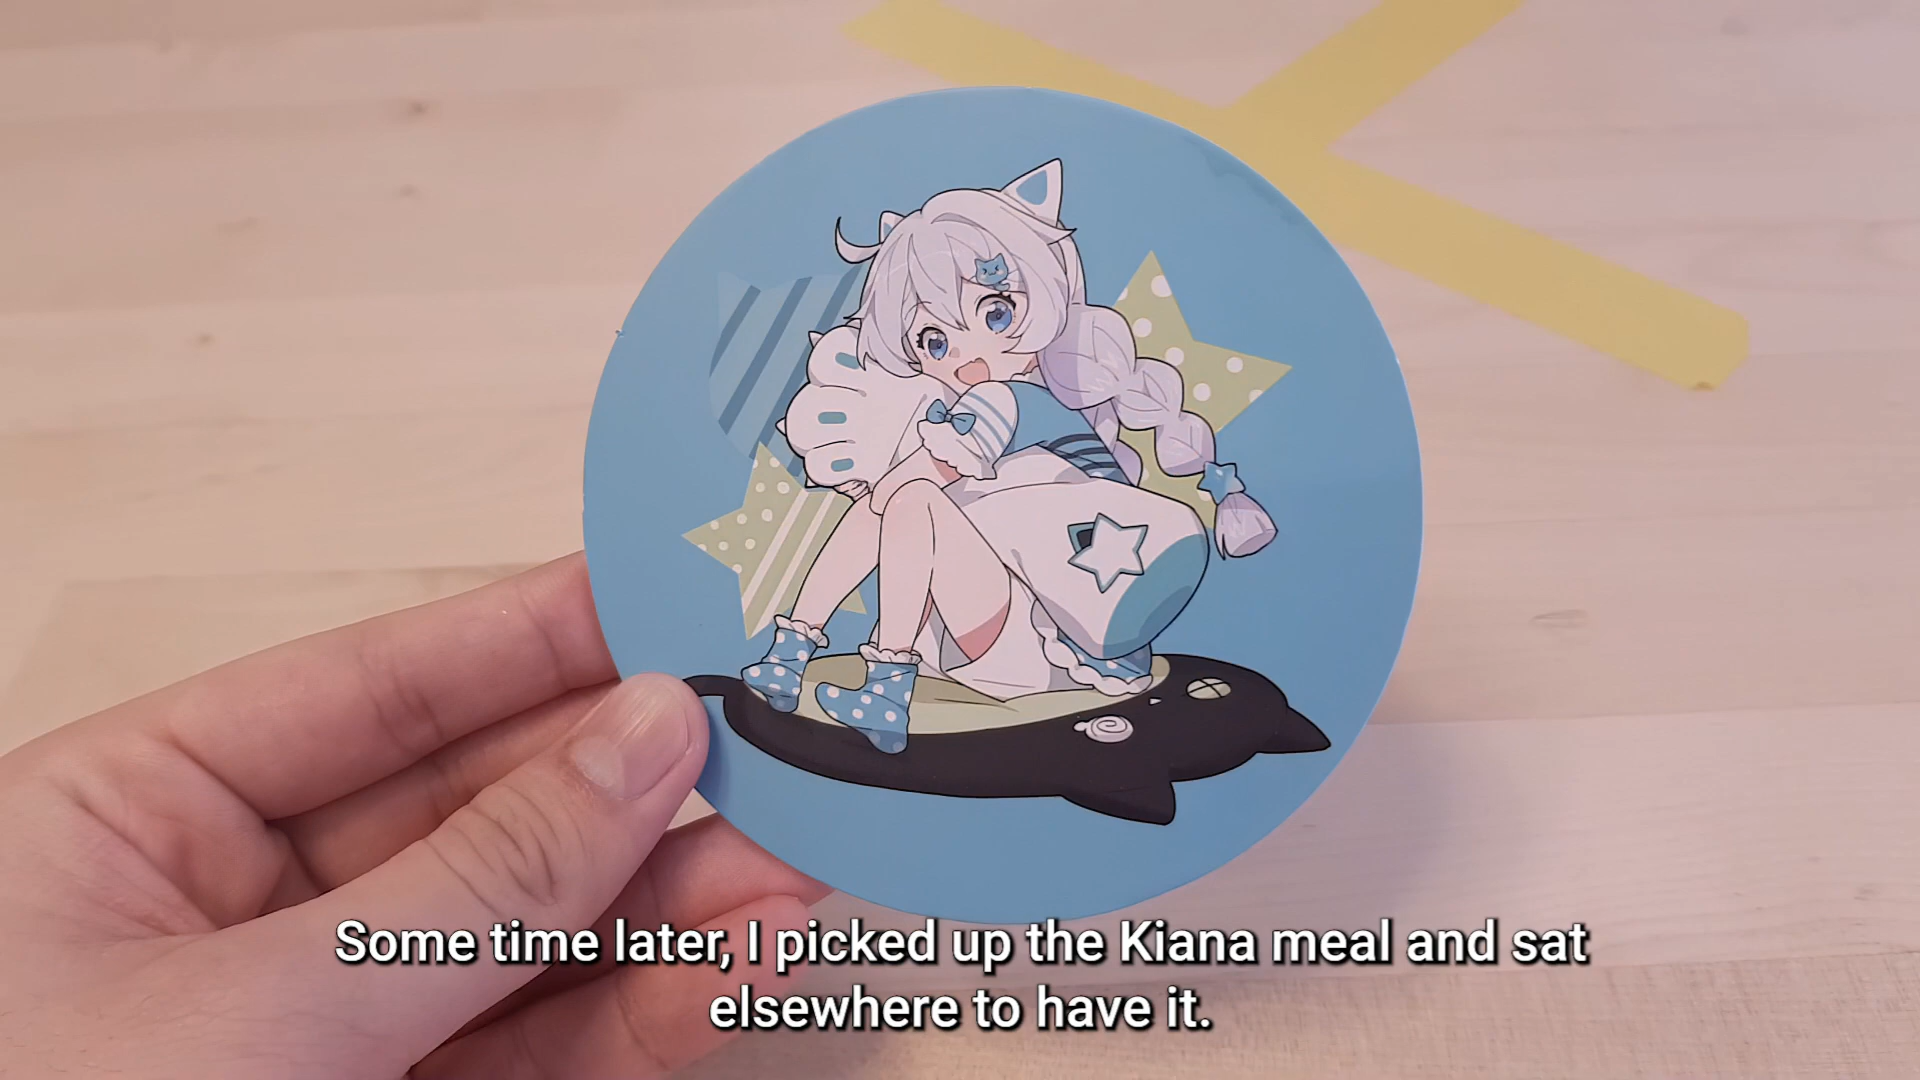 Some time later, I picked up the Kiana meal and sat
elsewhere to have it.